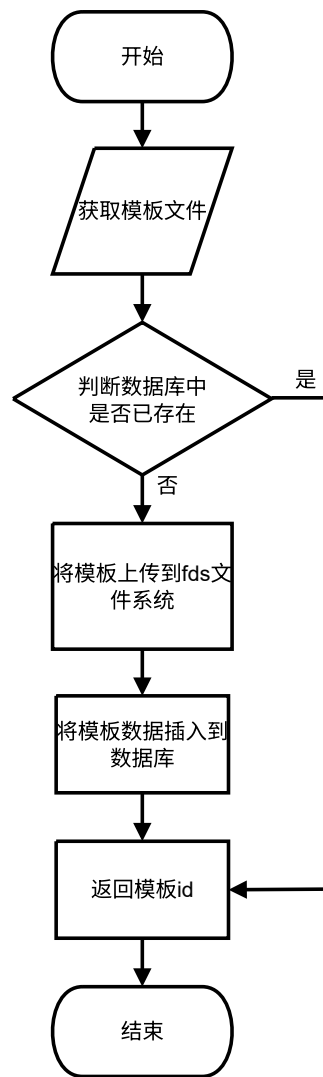 开始
获取模板文件
判断数据库中
是否已存在
是
否
将模板上传到fds文
件系统
将模板数据插入到
数据库
返回模板id
结束